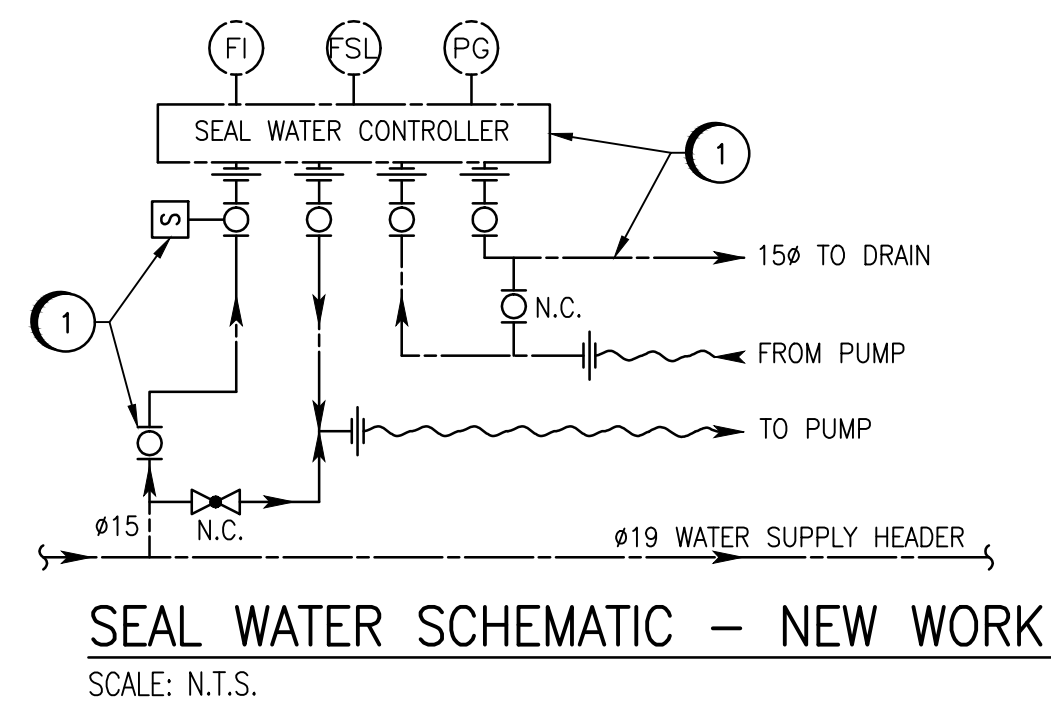 FI
FSL
PG
SEAL WATER CONTROLLER
1
S
15ø TO DRAIN
N.C.
1
FROM PUMP
TO PUMP
ø15
N.C.
ø19 WATER SUPPLY HEADER
SEAL WATER SCHEMATIC – NEW WORK
SCALE: N.T.S.